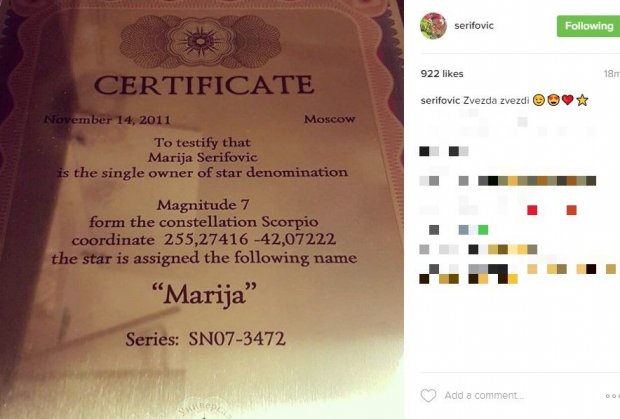 CERTIFICATE
November 14, 2011 Moscow
To testify that
Marija Serifovic
is the single owner of star denomination
Magnitude 7
form the constellation Scorpio
coordinate 255,27416 -42,07222
the star is assigned the following name
“Marija”
Series: SN07-3472
serifovic
Following
922 likes 18m
serifovic Zvezda zvezdi 😉😍❤️⭐
Add a comment...